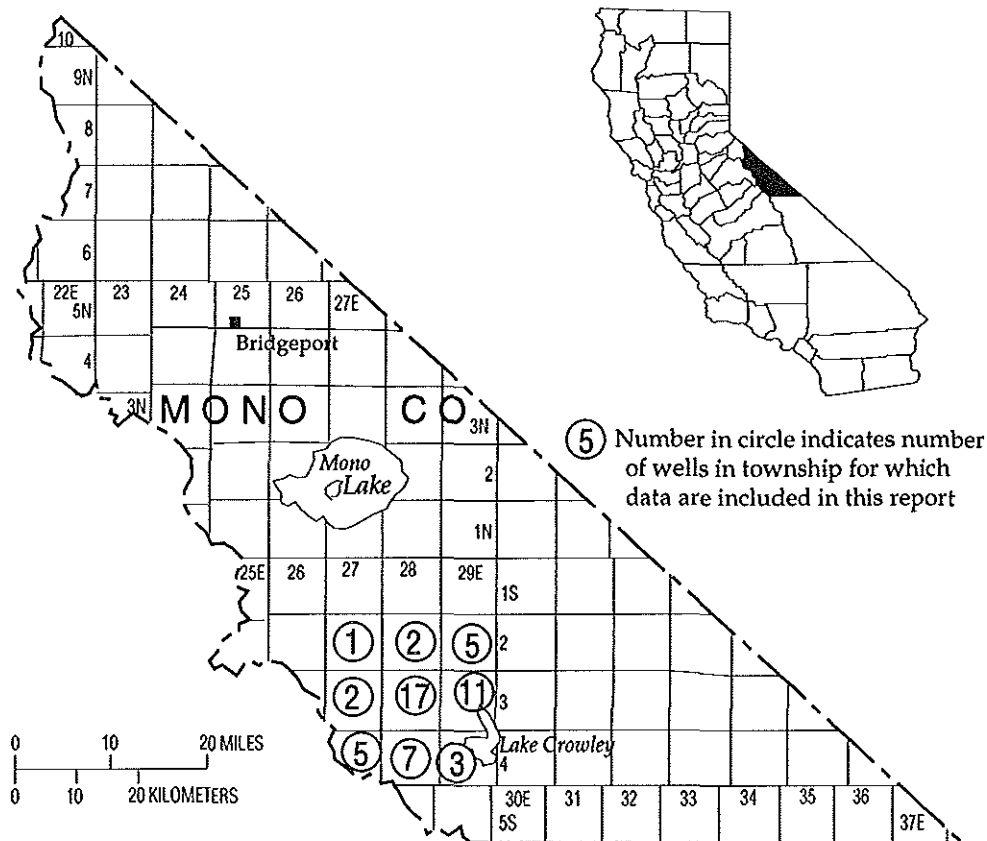 10
9N
8
7
6
22E 23 24 25 26 27E
5N
Bridgeport
4
3N
MONO CO
3N
⑤ Number in circle indicates number
of wells in township for which
data are included in this report
Mono
Lake
2
1N
25E 26 27 28 29E
1S
1 2 5 2
2 17 11 3
Lake Crowley
5 7 3 4
0 10 20 MILES
0 10 20 KILOMETERS
30E 31 32 33 34 35 36 37E
5S